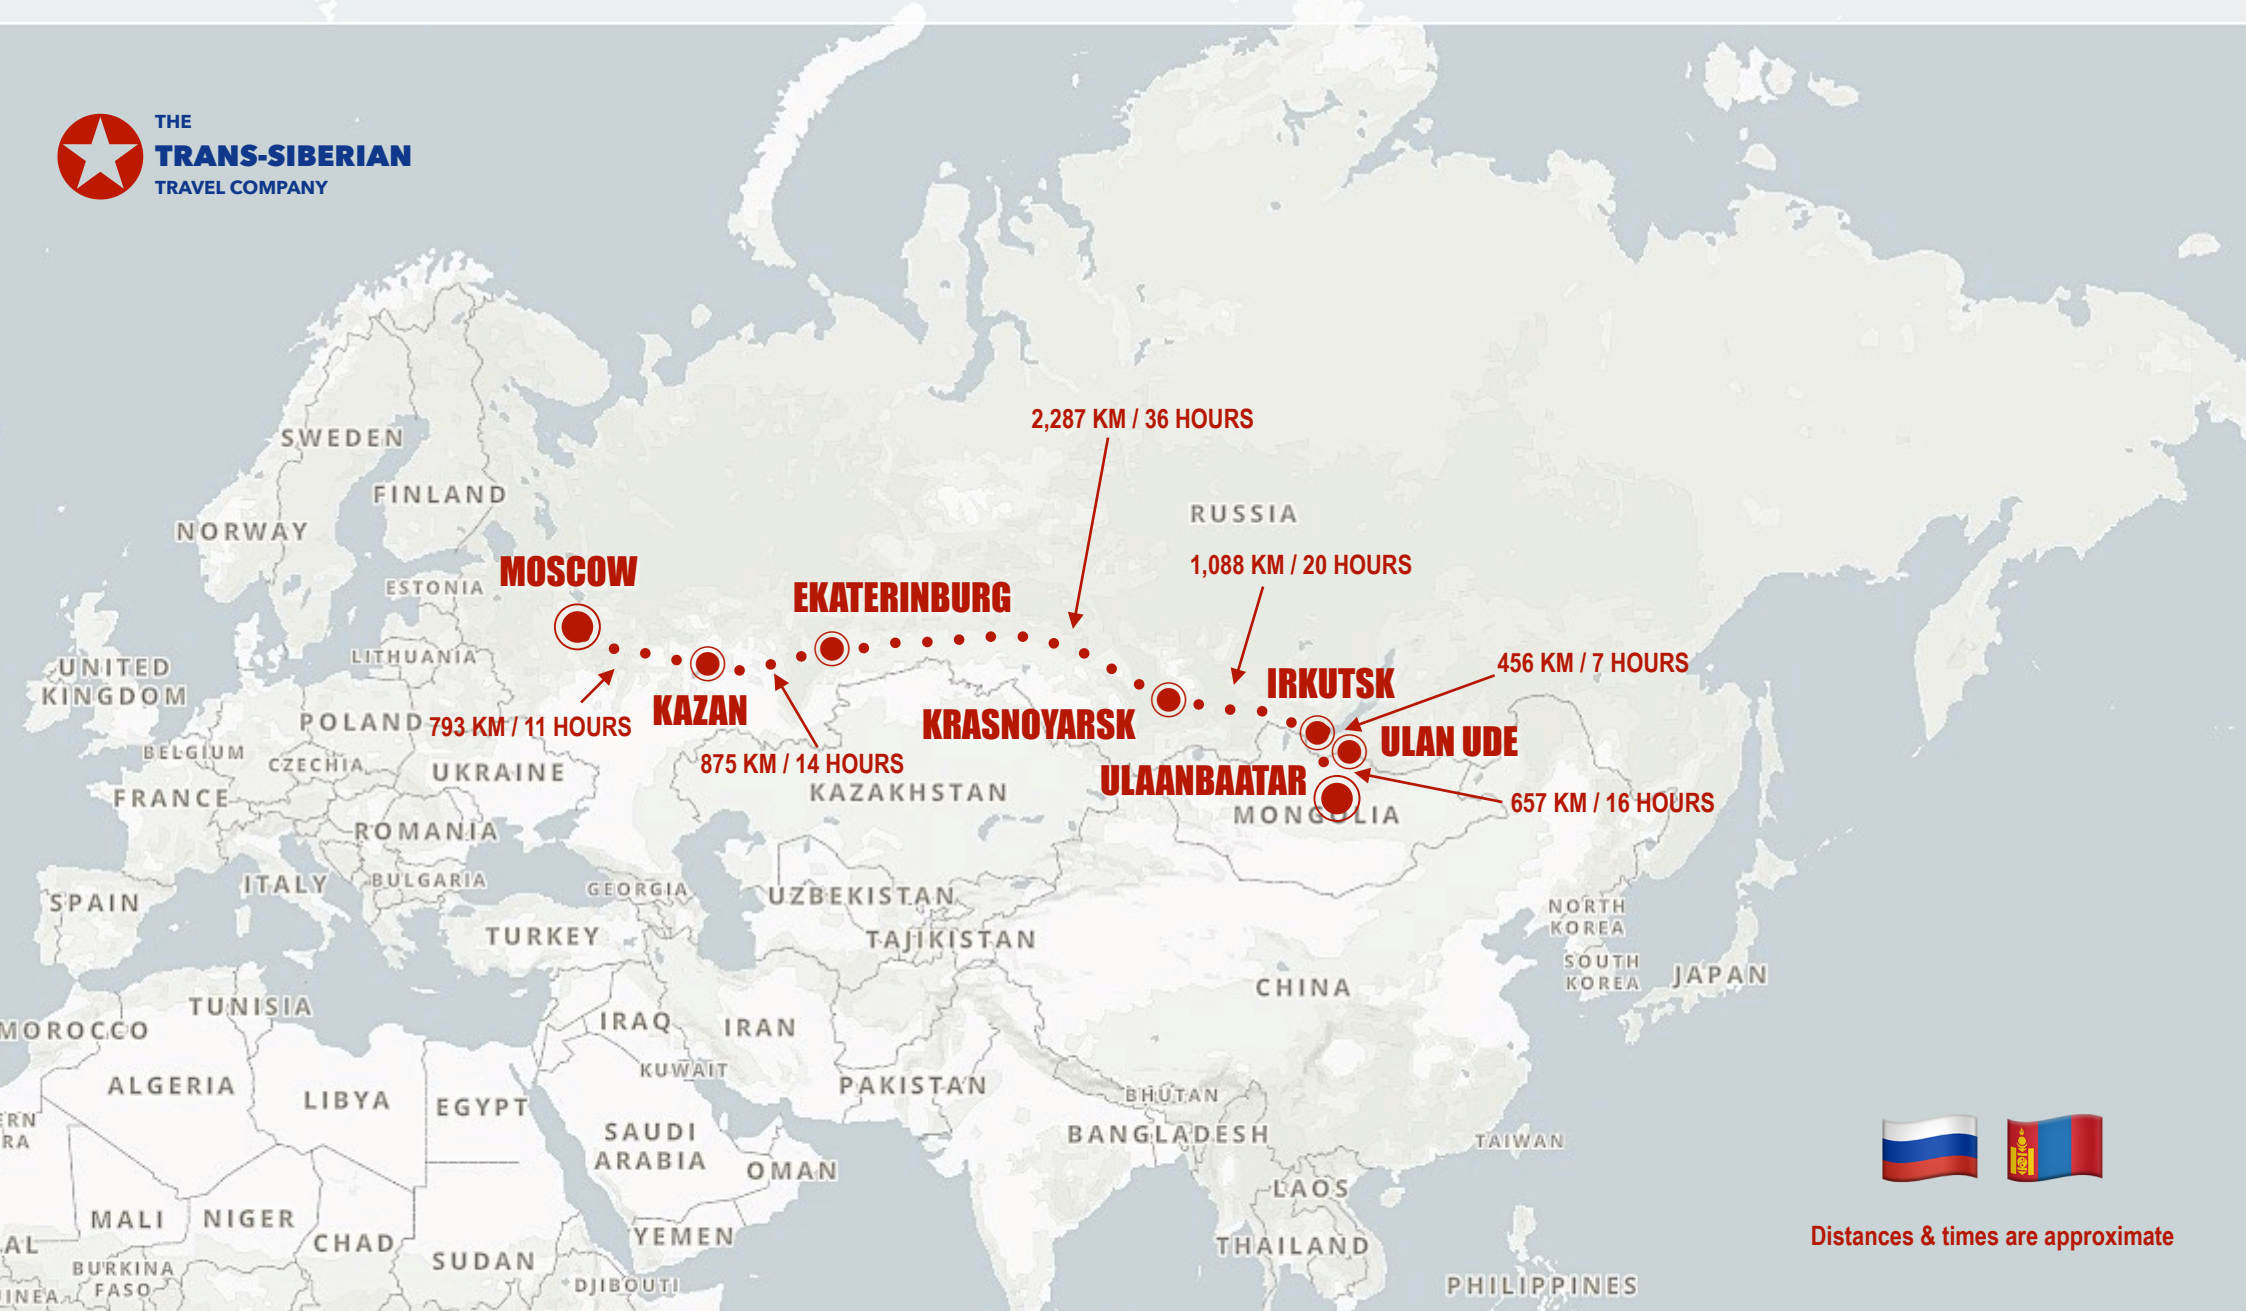 THE
TRANS-SIBERIAN
TRAVEL COMPANY
2,287 KM / 36 HOURS
SWEDEN
FINLAND
RUSSIA
NORWAY
1,088 KM / 20 HOURS
MOSCOW
ESTONIA
EKATERINBURG
LITHUANIA
UNITED
KINGDOM
456 KM / 7 HOURS
IRKUTSK
POLAND
793 KM / 11 HOURS
KAZAN
KRASNOYARSK
ULAN UDE
BELGIUM
CZECHIA
UKRAINE
875 KM / 14 HOURS
ULAANBAATAR
FRANCE
KAZAKHSTAN
657 KM / 16 HOURS
MONGOLIA
ROMANIA
ITALY
BULGARIA
GEORGIA
UZBEKISTAN
SPAIN
NORTH
KOREA
TURKEY
TAJIKISTAN
SOUTH
KOREA
JAPAN
CHINA
TUNISIA
MOROCCO
IRAQ
IRAN
KUWAIT
ALGERIA
LIBYA
EGYPT
PAKISTAN
BHUTAN
ERN
RA
SAUDI
ARABIA
BANGLADESH
TAIWAN
OMAN
LAOS
MALI
NIGER
CHAD
YEMEN
AL
SUDAN
THAILAND
Distances & times are approximate
BURKINA
FASO
INEA
DJIBOUTI
PHILIPPINES